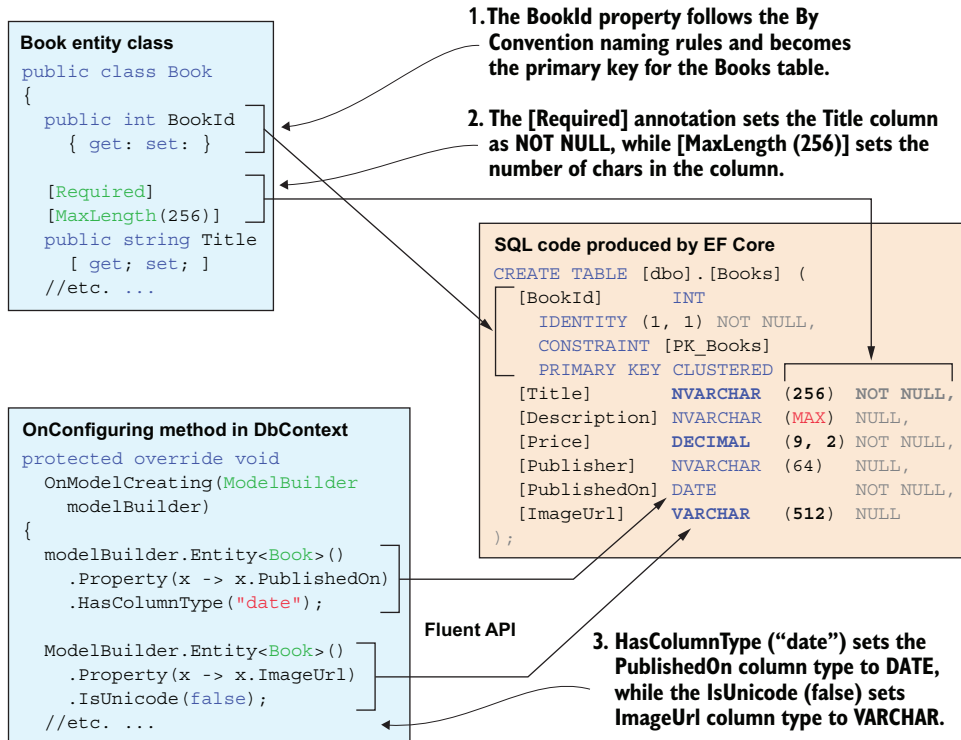 Book entity class
public class Book
{
public int BookId
{ get: set: }
[Required]
[MaxLength(256)]
public string Title
[ get; set; ]
//etc. ...
1. The BookId property follows the By
Convention naming rules and becomes
the primary key for the Books table.
2. The [Required] annotation sets the Title column
as NOT NULL, while [MaxLength (256)] sets the
number of chars in the column.
SQL code produced by EF Core
CREATE TABLE [dbo].[Books] (
[BookId] INT
IDENTITY (1, 1) NOT NULL,
CONSTRAINT [PK_Books]
PRIMARY KEY CLUSTERED
[Title] NVARCHAR (256) NOT NULL,
[Description] NVARCHAR (MAX) NULL,
[Price] DECIMAL (9, 2) NOT NULL,
[Publisher] NVARCHAR (64) NULL,
[PublishedOn] DATE NOT NULL,
[ImageUrl] VARCHAR (512) NULL
);
OnConfiguring method in DbContext
protected override void
OnModelCreating(ModelBuilder
modelBuilder)
{
modelBuilder.Entity<Book>()
.Property(x -> x.PublishedOn)
.HasColumnType("date");
ModelBuilder.Entity<Book>()
.Property(x -> x.ImageUrl)
.IsUnicode(false);
//etc. ...
Fluent API
3. HasColumnType (“date”) sets the
PublishedOn column type to DATE,
while the IsUnicode (false) sets
ImageUrl column type to VARCHAR.